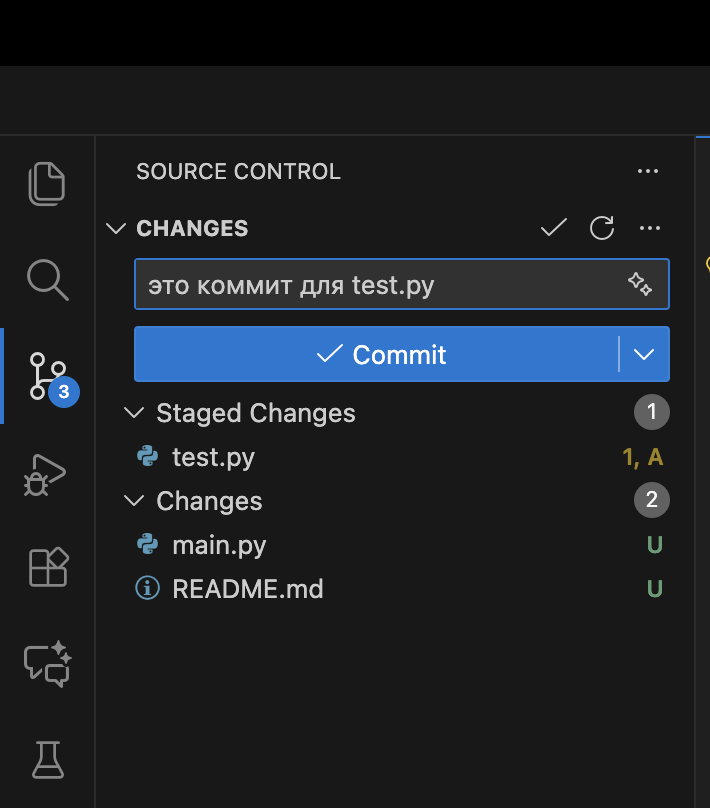 SOURCE CONTROL
CHANGES
это коммит для test.py
Commit
3
Staged Changes 1
test.py 1, A
Changes 2
main.py U
README.md U